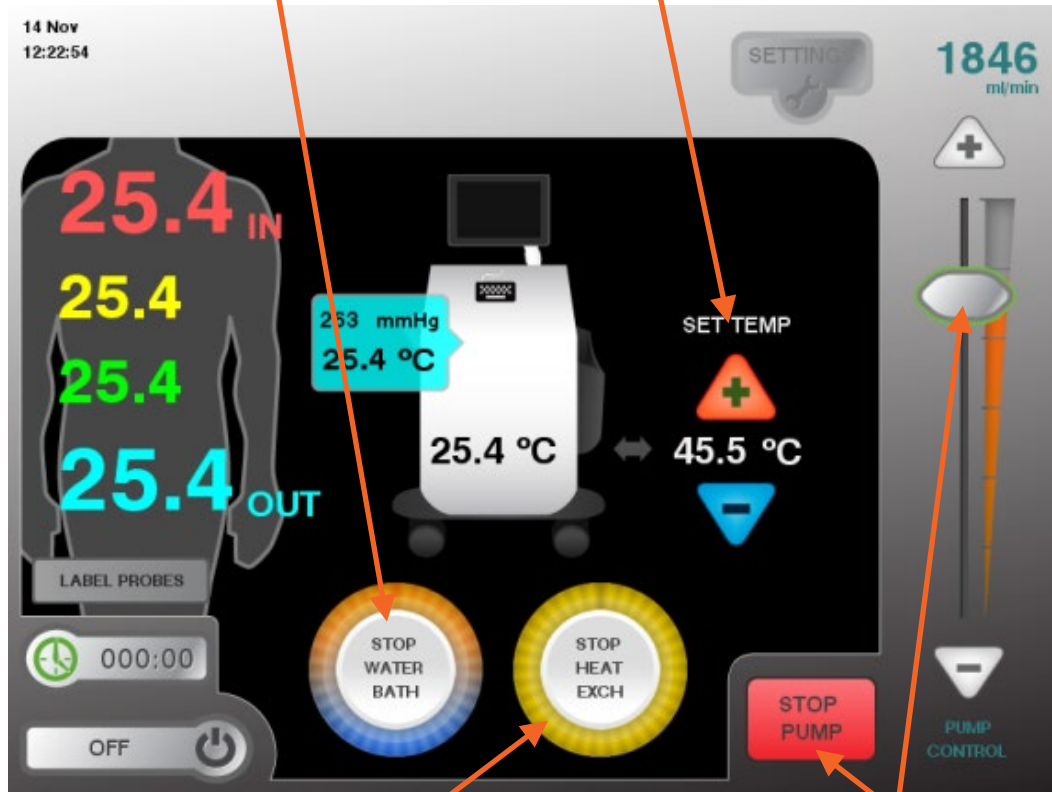 14 Nov
12:22:54
SETTINGS
1846
ml/min
25.4 IN
25.4
25.4
25.4 OUT
LABEL PROBES
000:00
OFF
263 mmHg
25.4 ºC
25.4 ºC
SET TEMP
+
45.5 ºC
-
STOP
WATER
BATH
STOP
HEAT
EXCH
STOP
PUMP
+
-
PUMP
CONTROL